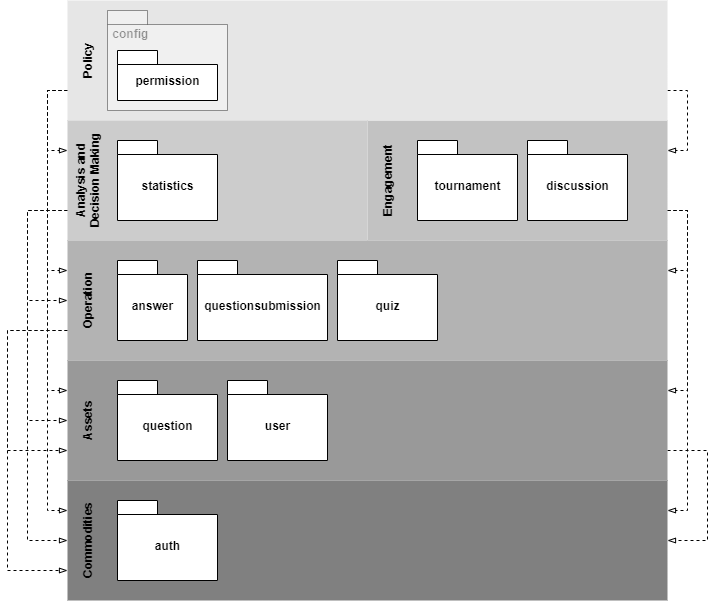 Policy
config
permission
Analysis and
Decision Making
statistics
Engagement
tournament
discussion
Operation
answer
questionsubmission
quiz
Assets
question
user
Commodities
auth